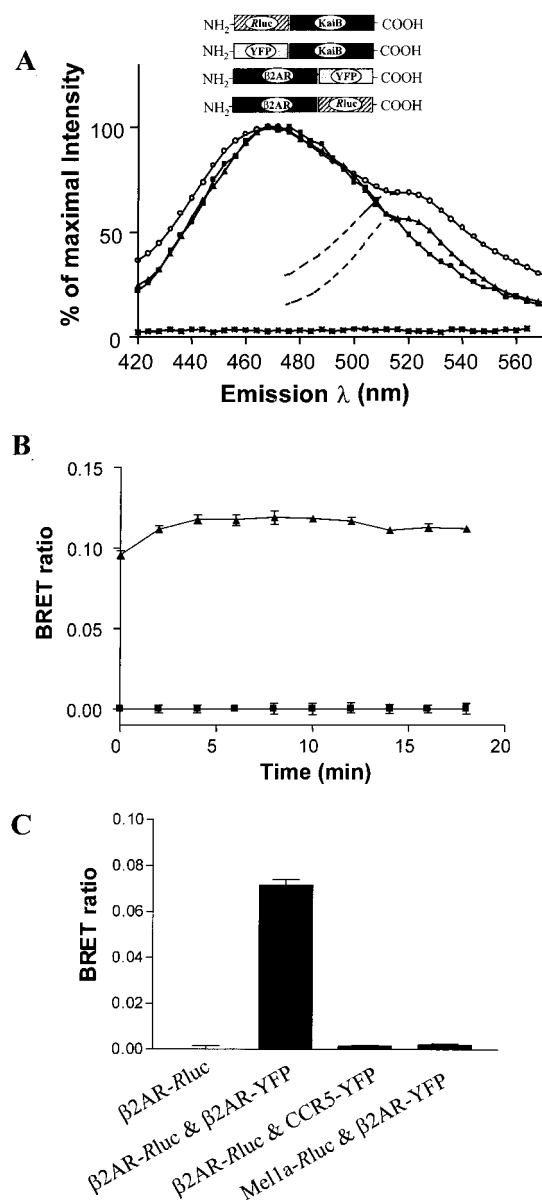 A
NH2 Rluc KaiB COOH
NH2 YFP KaiB COOH
NH2 β2AR YFP COOH
NH2 β2AR Rluc COOH
% of maximal Intensity
100
50
0
420 440 460 480 500 520 540 560
Emission λ (nm)
B
BRET ratio
0.15
0.10
0.05
0.00
0 5 10 15 20
Time (min)
C
BRET ratio
0.10
0.08
0.06
0.04
0.02
0.00
β2AR-Rluc
β2AR-Rluc & β2AR-YFP
β2AR-Rluc & CCR5-YFP
Mel1a-Rluc & β2AR-YFP